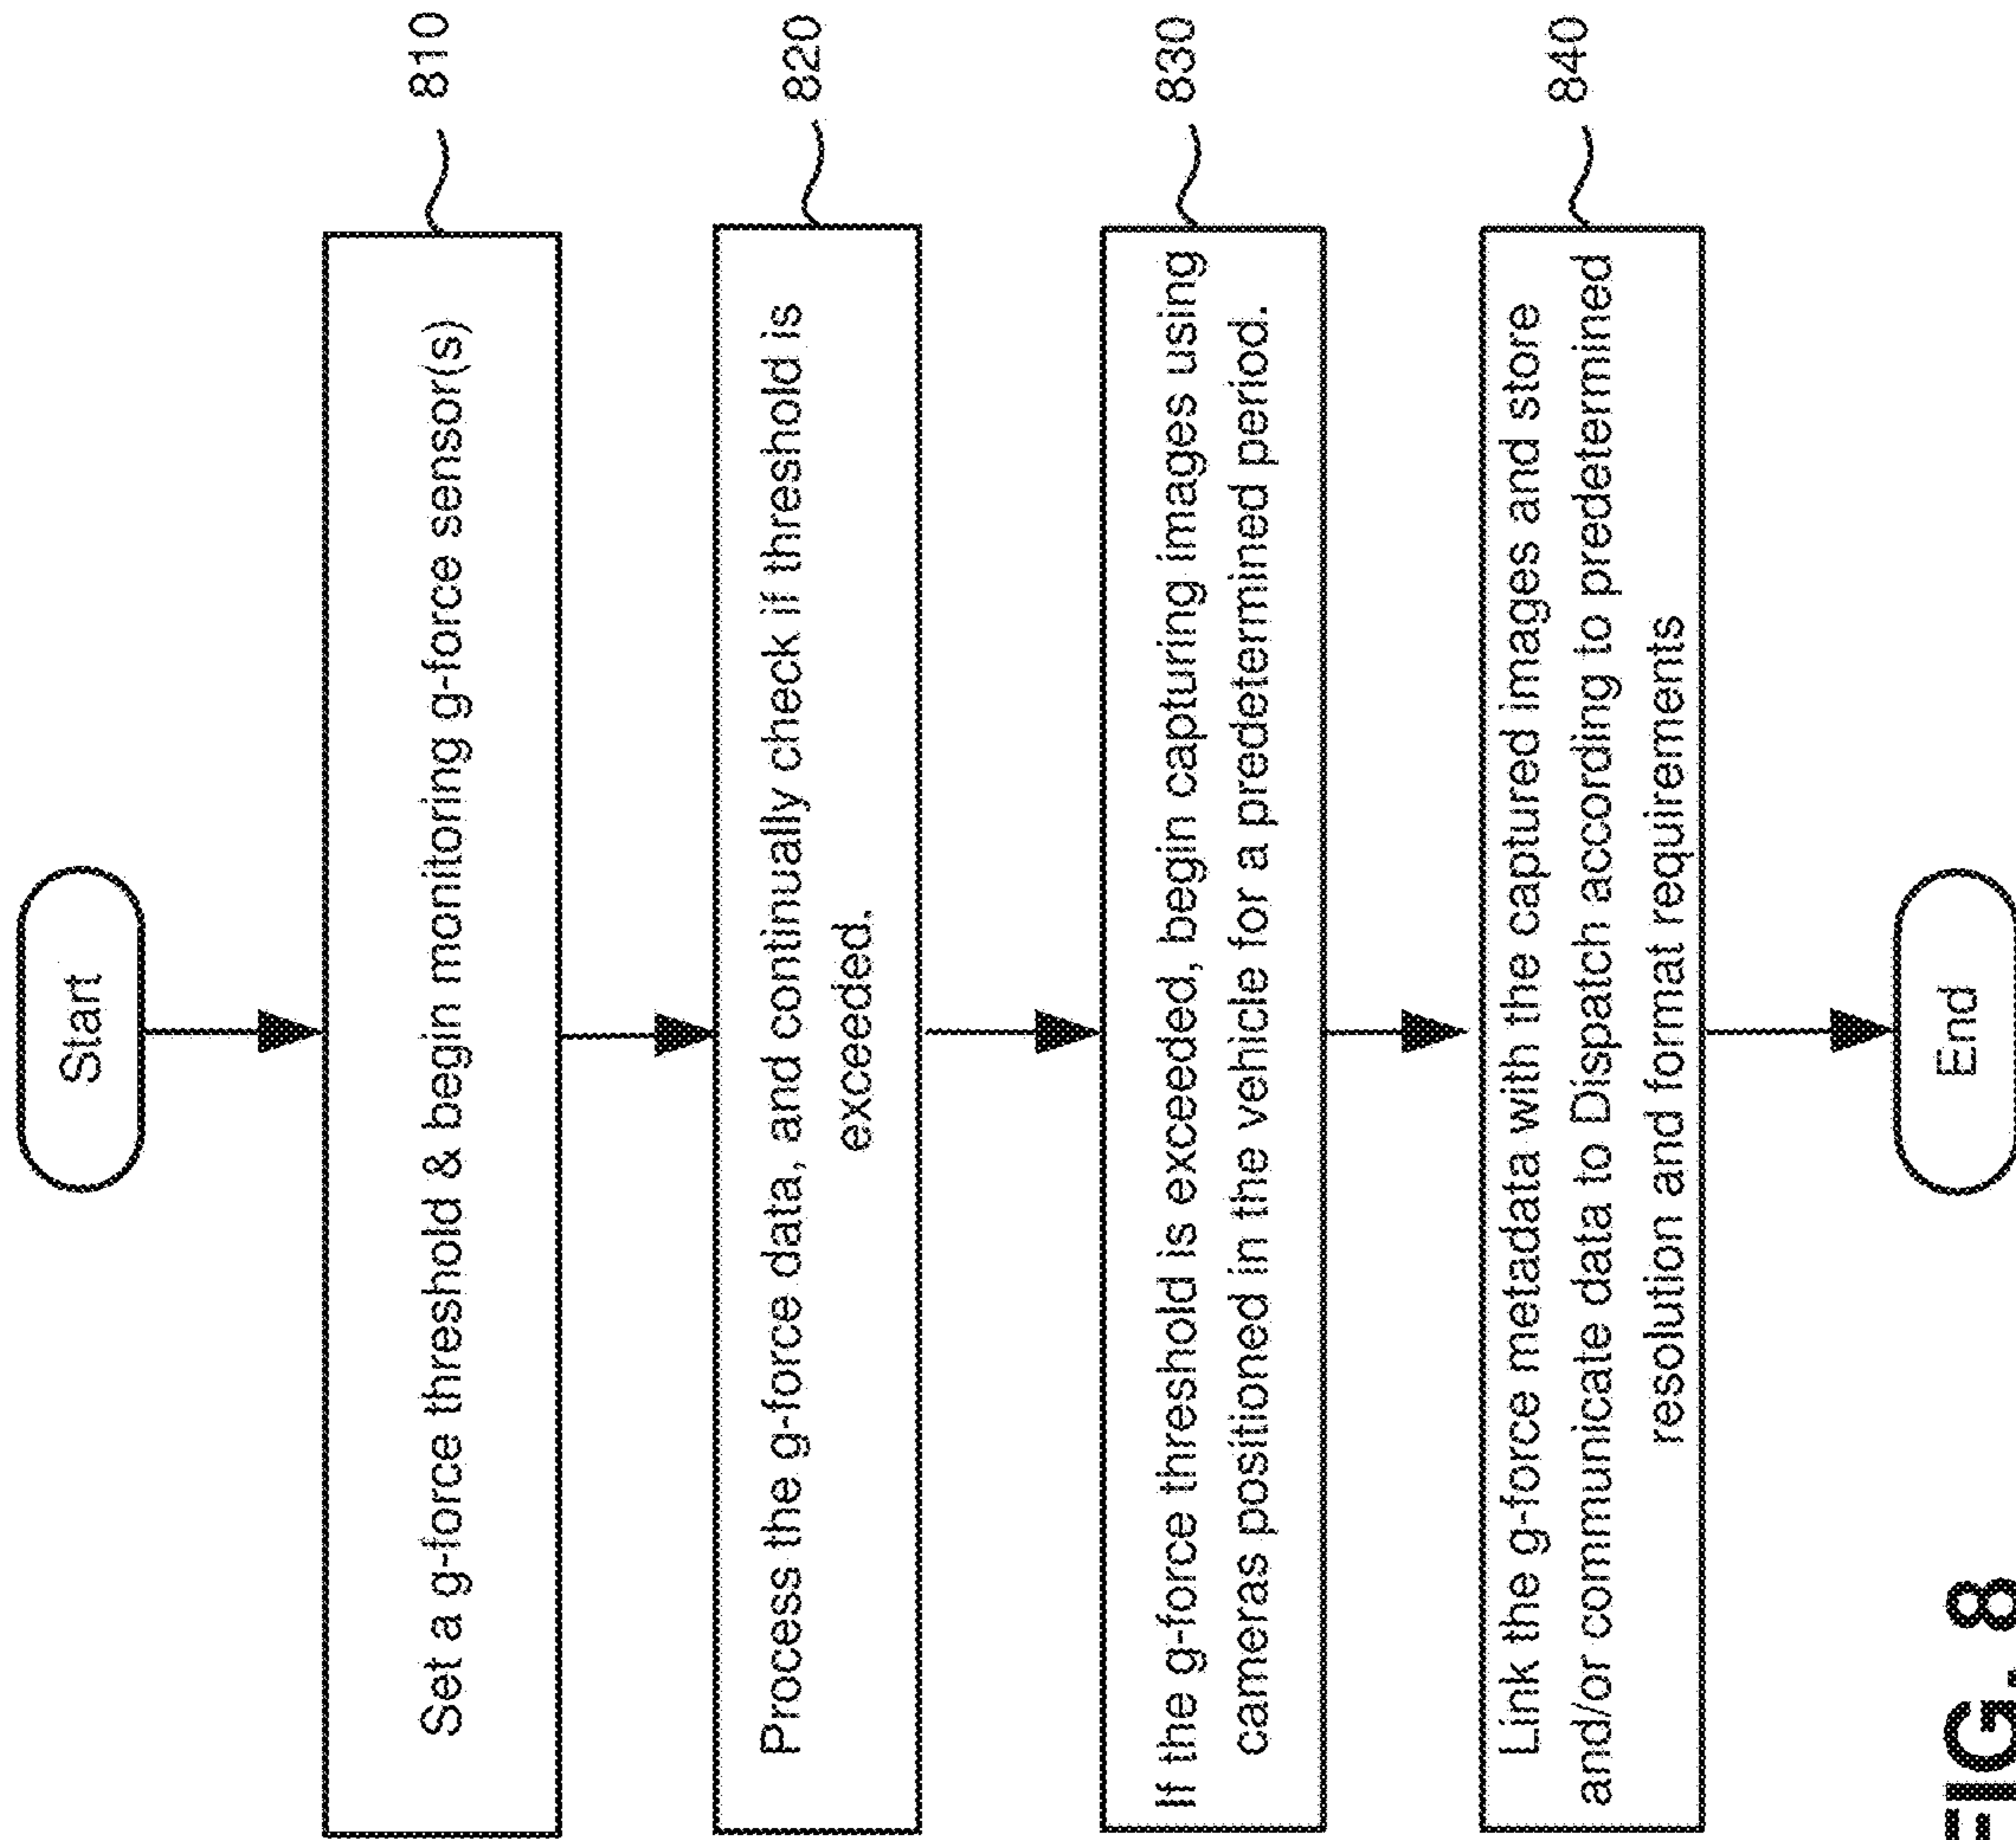 Start
Set a g-force threshold & begin monitoring g-force sensor(s)
810
Process the g-force data, and continually check if threshold is
exceeded.
820
If the g-force threshold is exceeded, begin capturing images using
cameras positioned in the vehicle for a predetermined period.
830
Link the g-force metadata with the captured images and store
and/or communicate data to Dispatch according to predetermined
resolution and format requirements
840
End
FIG. 8